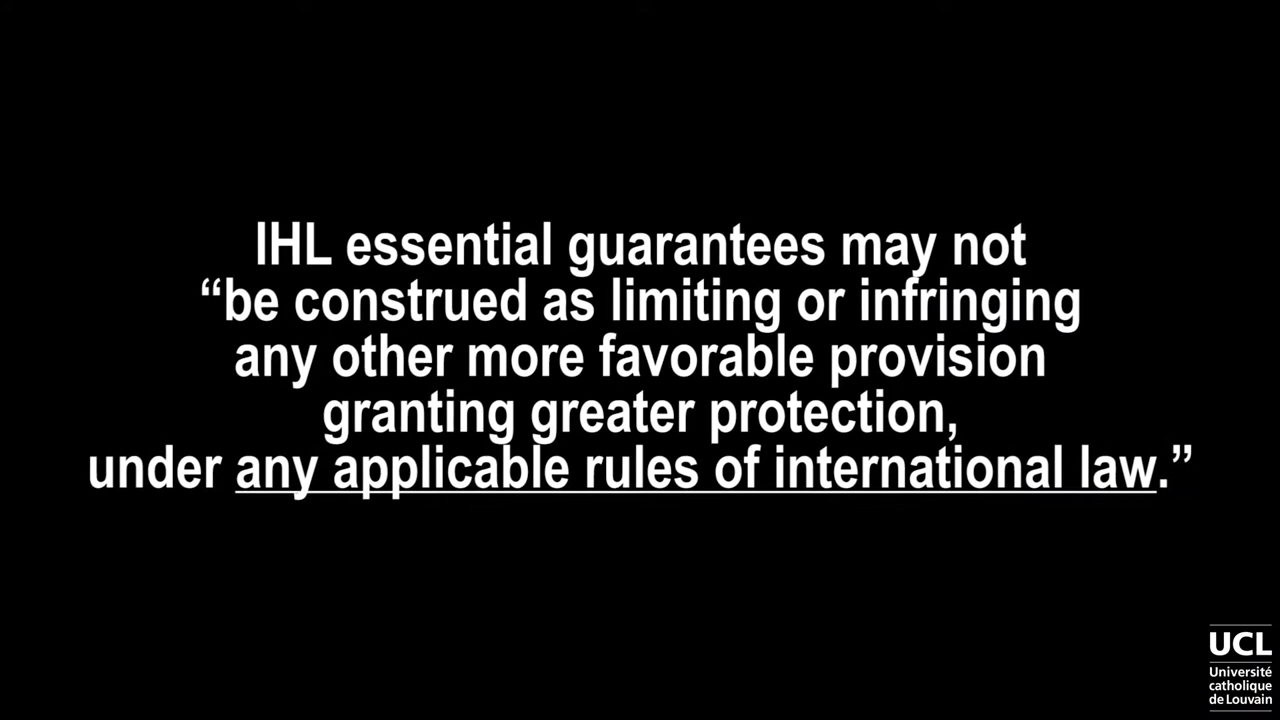 IHL essential guarantees may not
“be construed as limiting or infringing
any other more favorable provision
granting greater protection,
under any applicable rules of international law.”
UCL
Université
catholique
de Louvain